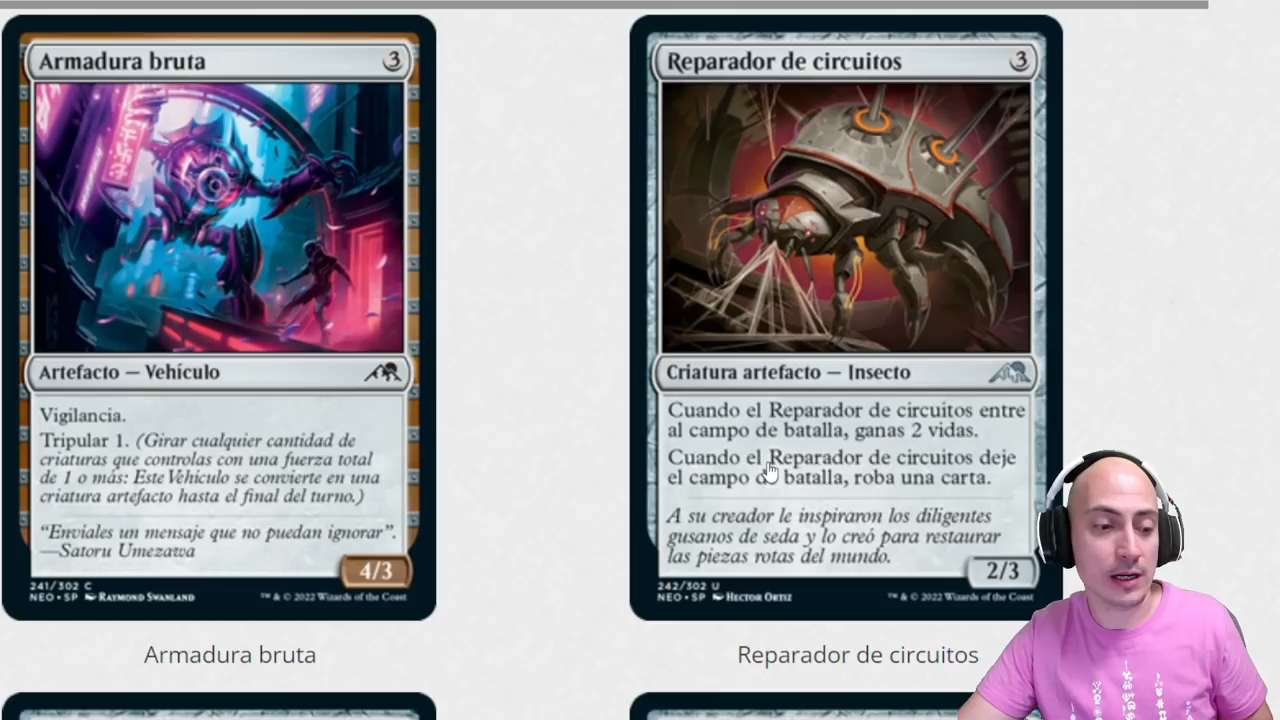 Armadura bruta
3
Artefacto — Vehículo
Vigilancia.
Tripular 1. (Girar cualquier cantidad de
criaturas que controlas con una fuerza total
de 1 o más: Este Vehículo se convierte en una
criatura artefacto hasta el final del turno.)
“Envíales un mensaje que no puedan ignorar”.
—Satoru Umezawa
4/3
241/302 C
NEO • SP Raymond Swanland
™ & © 2022 Wizards of the Coast
Armadura bruta
Reparador de circuitos
3
Criatura artefacto — Insecto
Cuando el Reparador de circuitos entre
al campo de batalla, ganas 2 vidas.
Cuando el Reparador de circuitos deje
el campo de batalla, roba una carta.
A su creador le inspiraron los diligentes
gusanos de seda y lo creó para restaurar
las piezas rotas del mundo.
2/3
242/302 U
NEO • SP Hector Ortiz
™ & © 2022 Wizards of the Coast
Reparador de circuitos